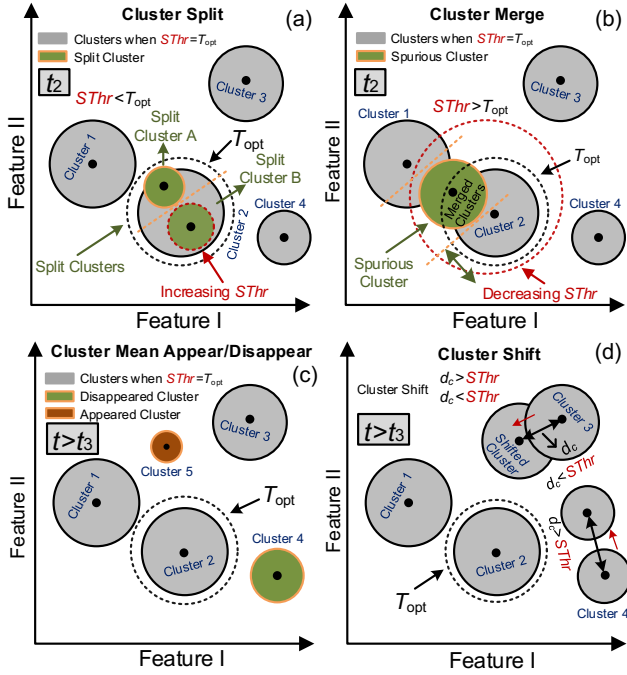 Cluster Split
(a)
Clusters when SThr=Topt
Split Cluster
t2
SThr<Topt
Cluster 3
Cluster 1
Split
Cluster A
Topt
Split
Cluster B
Cluster 2
Cluster 4
Split Clusters
Increasing SThr
Feature II
Feature I
Cluster Merge
(b)
Clusters when SThr=Topt
Spurious Cluster
t2
SThr>Topt
Cluster 3
Cluster 1
Topt
Merged
Clusters
Cluster 2
Cluster 4
Spurious
Cluster
Decreasing SThr
Feature II
Feature I
Cluster Mean Appear/Disappear
(c)
Clusters when SThr=Topt
Disappeared Cluster
Appeared Cluster
t>t3
Cluster 3
Cluster 5
Cluster 1
Topt
Cluster 2
Cluster 4
Feature II
Feature I
Cluster Shift
(d)
Cluster Shift
dc>SThr
dc<SThr
t>t3
Cluster 3
Shifted
Cluster
dc
dc<SThr
Cluster 1
dc>
SThr
Cluster 2
Topt
Cluster 4
Feature II
Feature I